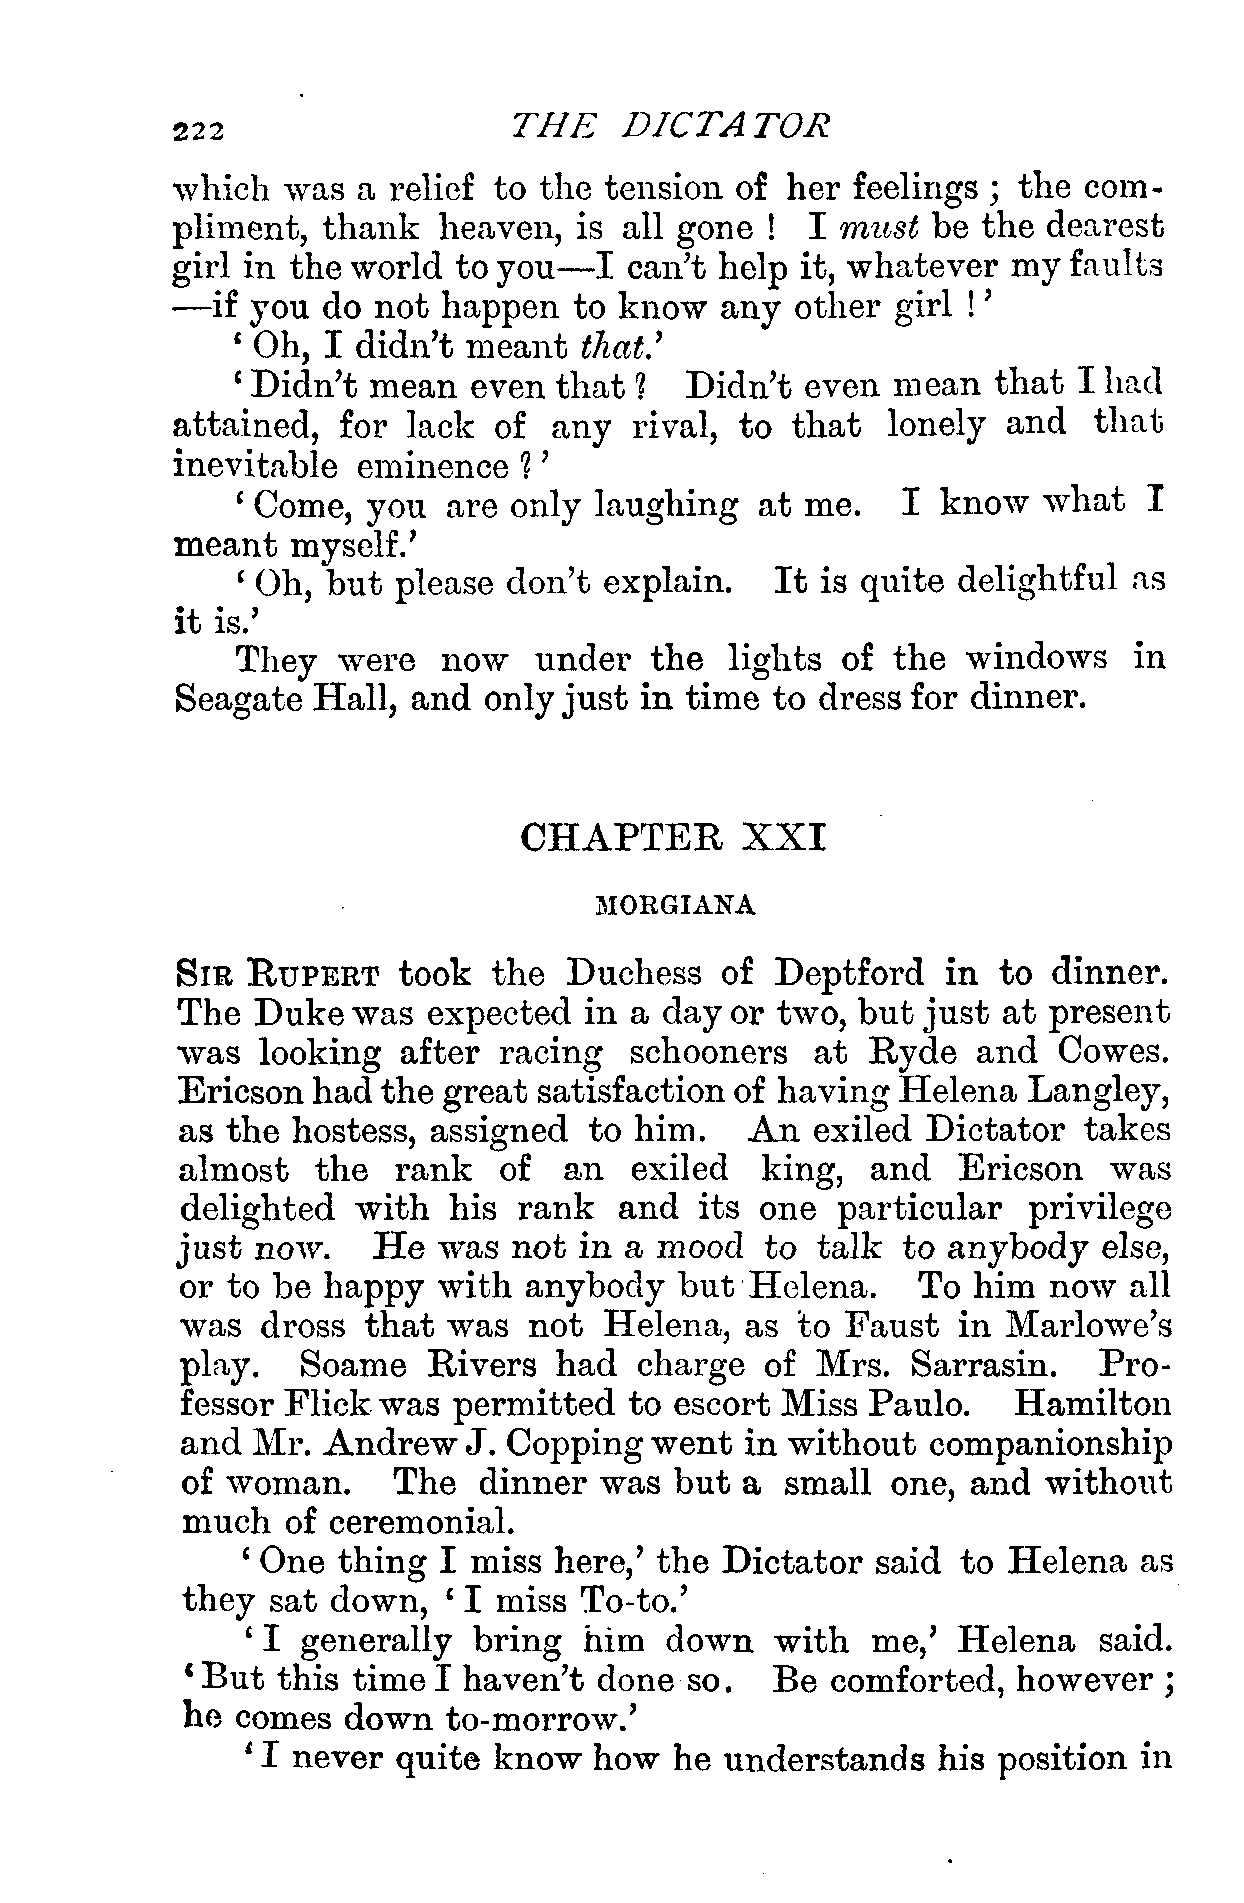 222 THE DICTATOR
which was a relief to the tension of her feelings ; the com-
pliment, thank heaven, is all gone ! I must be the dearest
girl in the world to you—I can't help it, whatever my faults
—if you do not happen to know any other girl ! '
' Oh, I didn't meant that.'
' Didn't mean even that ? Didn't even mean that I had
attained, for lack of any rival, to that lonely and that
inevitable eminence ? '
' Come, you are only laughing at me. I know what I
meant myself.'
' Oh, but please don't explain. It is quite delightful as
it is.'
They were now under the lights of the windows in
Seagate Hall, and only just in time to dress for dinner.
CHAPTER XXI
MORGIANA
SIR RUPERT took the Duchess of Deptford in to dinner.
The Duke was expected in a day or two, but just at present
was looking after racing schooners at Ryde and Cowes.
Ericson had the great satisfaction of having Helena Langley,
as the hostess, assigned to him. An exiled Dictator takes
almost the rank of an exiled king, and Ericson was
delighted with his rank and its one particular privilege
just now. He was not in a mood to talk to anybody else,
or to be happy with anybody but Helena. To him now all
was dross that was not Helena, as to Faust in Marlowe's
play. Soame Rivers had charge of Mrs. Sarrasin. Pro-
fessor Flick was permitted to escort Miss Paulo. Hamilton
and Mr. Andrew J. Copping went in without companionship
of woman. The dinner was but a small one, and without
much of ceremonial.
' One thing I miss here,' the Dictator said to Helena as
they sat down, ' I miss To-to.'
' I generally bring him down with me,' Helena said.
' But this time I haven't done so. Be comforted, however ;
he comes down to-morrow.'
' I never quite know how he understands his position in